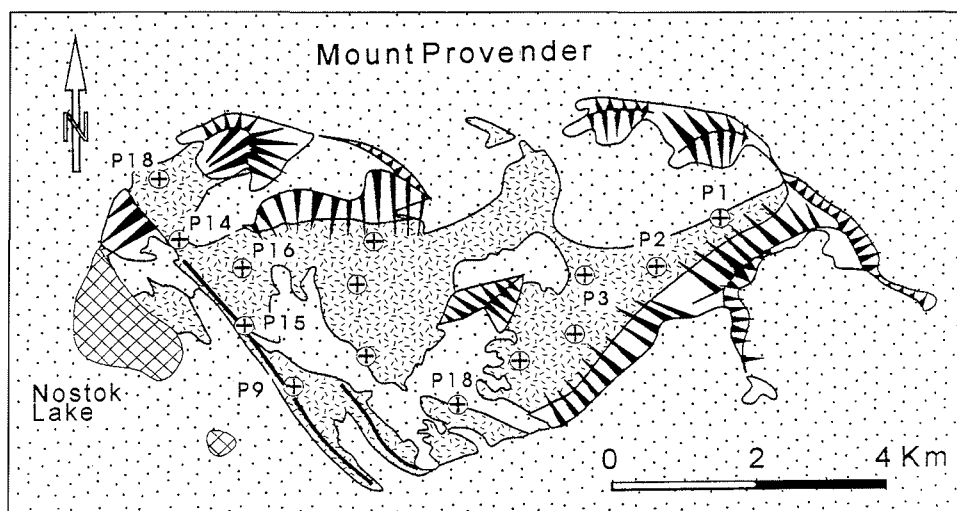 Mount Provender
N
P18
P14
P16
P1
P2
P3
P15
P9
P18
Nostok
Lake
0 2 4 Km